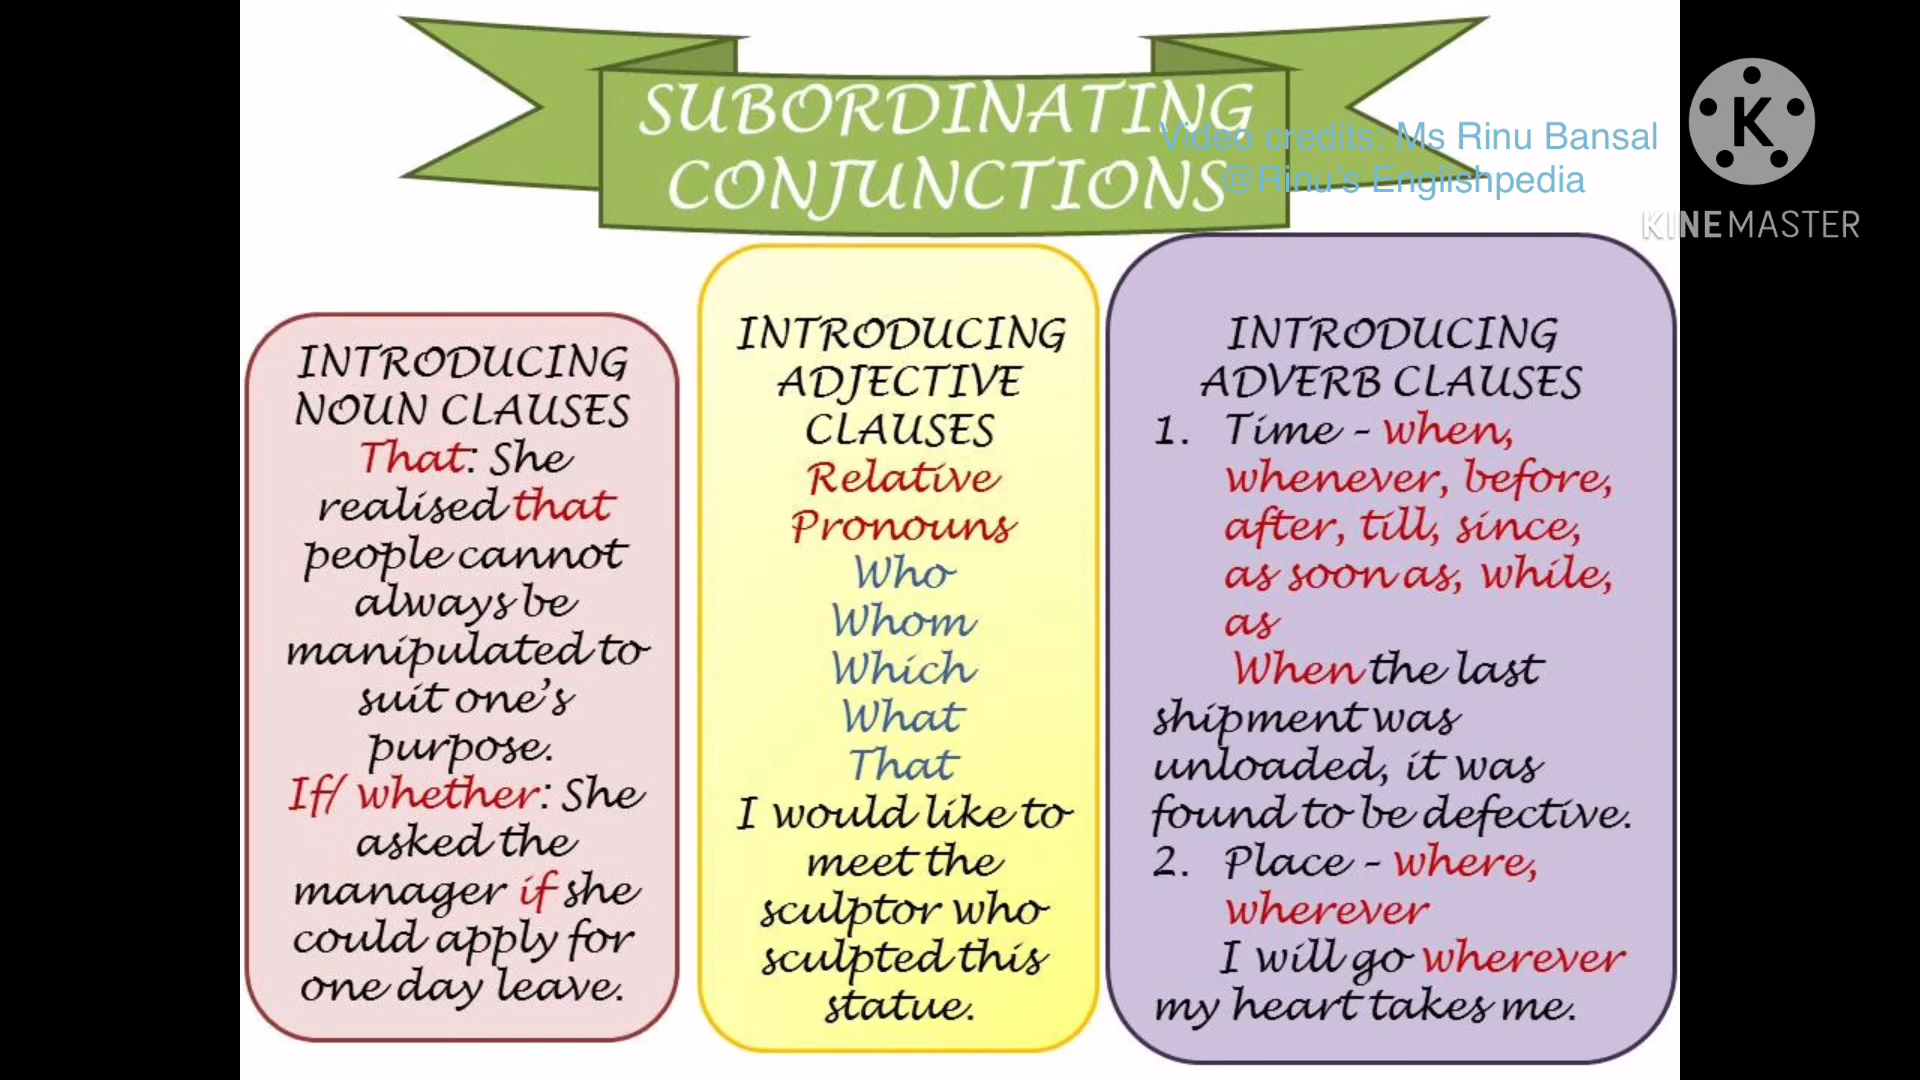 SUBORDINATING
CONJUNCTIONS
Video credits: Ms Rinu Bansal
@Rinu's Englishpedia
K
KINEMASTER
INTRODUCING
NOUN CLAUSES
That: She
realised that
people cannot
always be
manipulated to
suit one's
purpose.
If/ whether: She
asked the
manager if she
could apply for
one day leave.
INTRODUCING
ADJECTIVE
CLAUSES
Relative
Pronouns
Who
Whom
Which
What
That
I would like to
meet the
sculptor who
sculpted this
statue.
INTRODUCING
ADVERB CLAUSES
1. Time – when,
whenever, before,
after, till, since,
as soon as, while,
as
When the last
shipment was
unloaded, it was
found to be defective.
2. Place – where,
wherever
I will go wherever
my heart takes me.